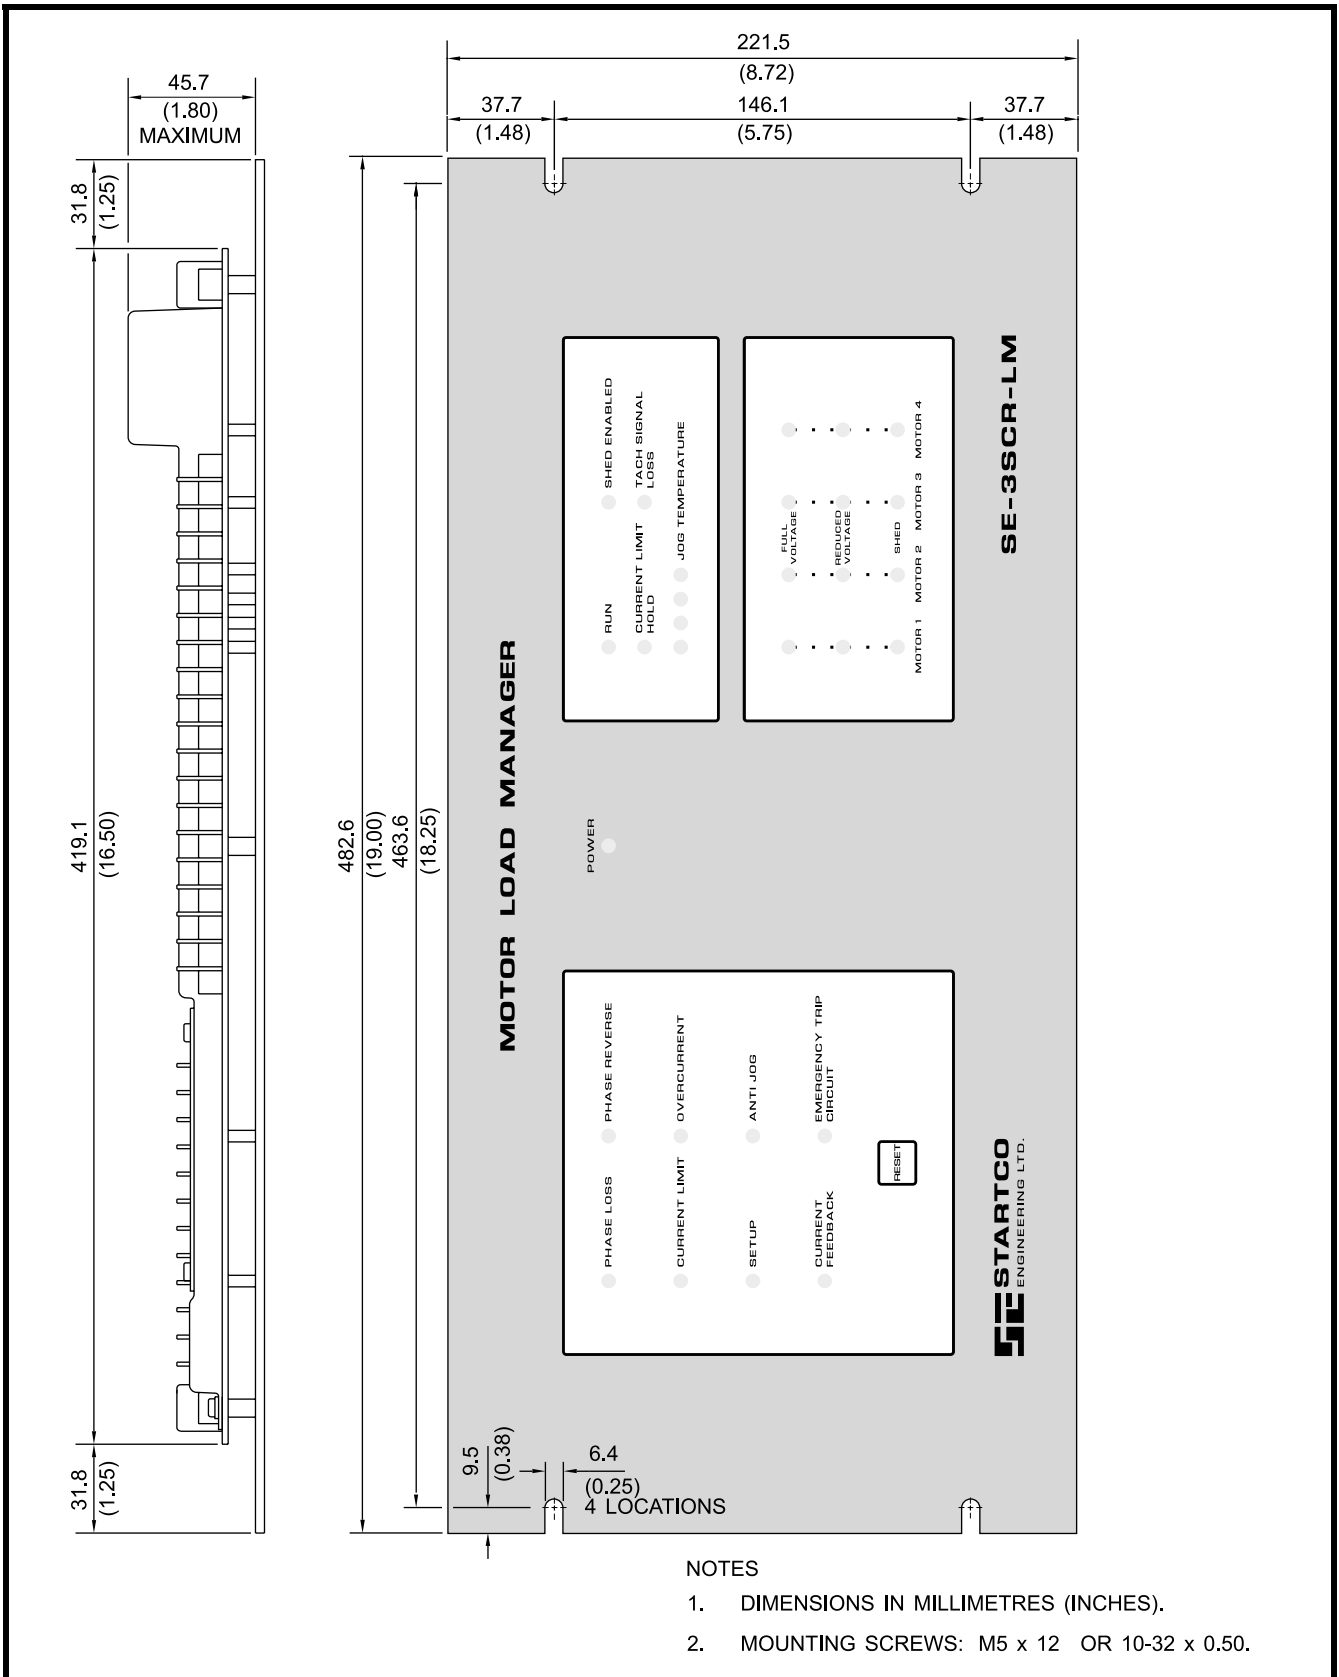 221.5
(8.72)
45.7
(1.80)
MAXIMUM
37.7
(1.48)
146.1
(5.75)
37.7
(1.48)
31.8
(1.25)
419.1
(16.50)
31.8
(1.25)
482.6
(19.00)
463.6
(18.25)
MOTOR LOAD MANAGER
SE-3SCR-LM
RUN
SHED ENABLED
CURRENT LIMIT
HOLD
TACH SIGNAL
LOSS
JOG TEMPERATURE
FULL
VOLTAGE
REDUCED
VOLTAGE
SHED
MOTOR 1
MOTOR 2
MOTOR 3
MOTOR 4
POWER
PHASE LOSS
PHASE REVERSE
CURRENT LIMIT
OVERCURRENT
SETUP
ANTI JOG
CURRENT
FEEDBACK
EMERGENCY TRIP
CIRCUIT
RESET
SE STARTCO
ENGINEERING LTD.
9.5
(0.38)
6.4
(0.25)
4 LOCATIONS
NOTES
1. DIMENSIONS IN MILLIMETRES (INCHES).
2. MOUNTING SCREWS: M5 x 12 OR 10-32 x 0.50.